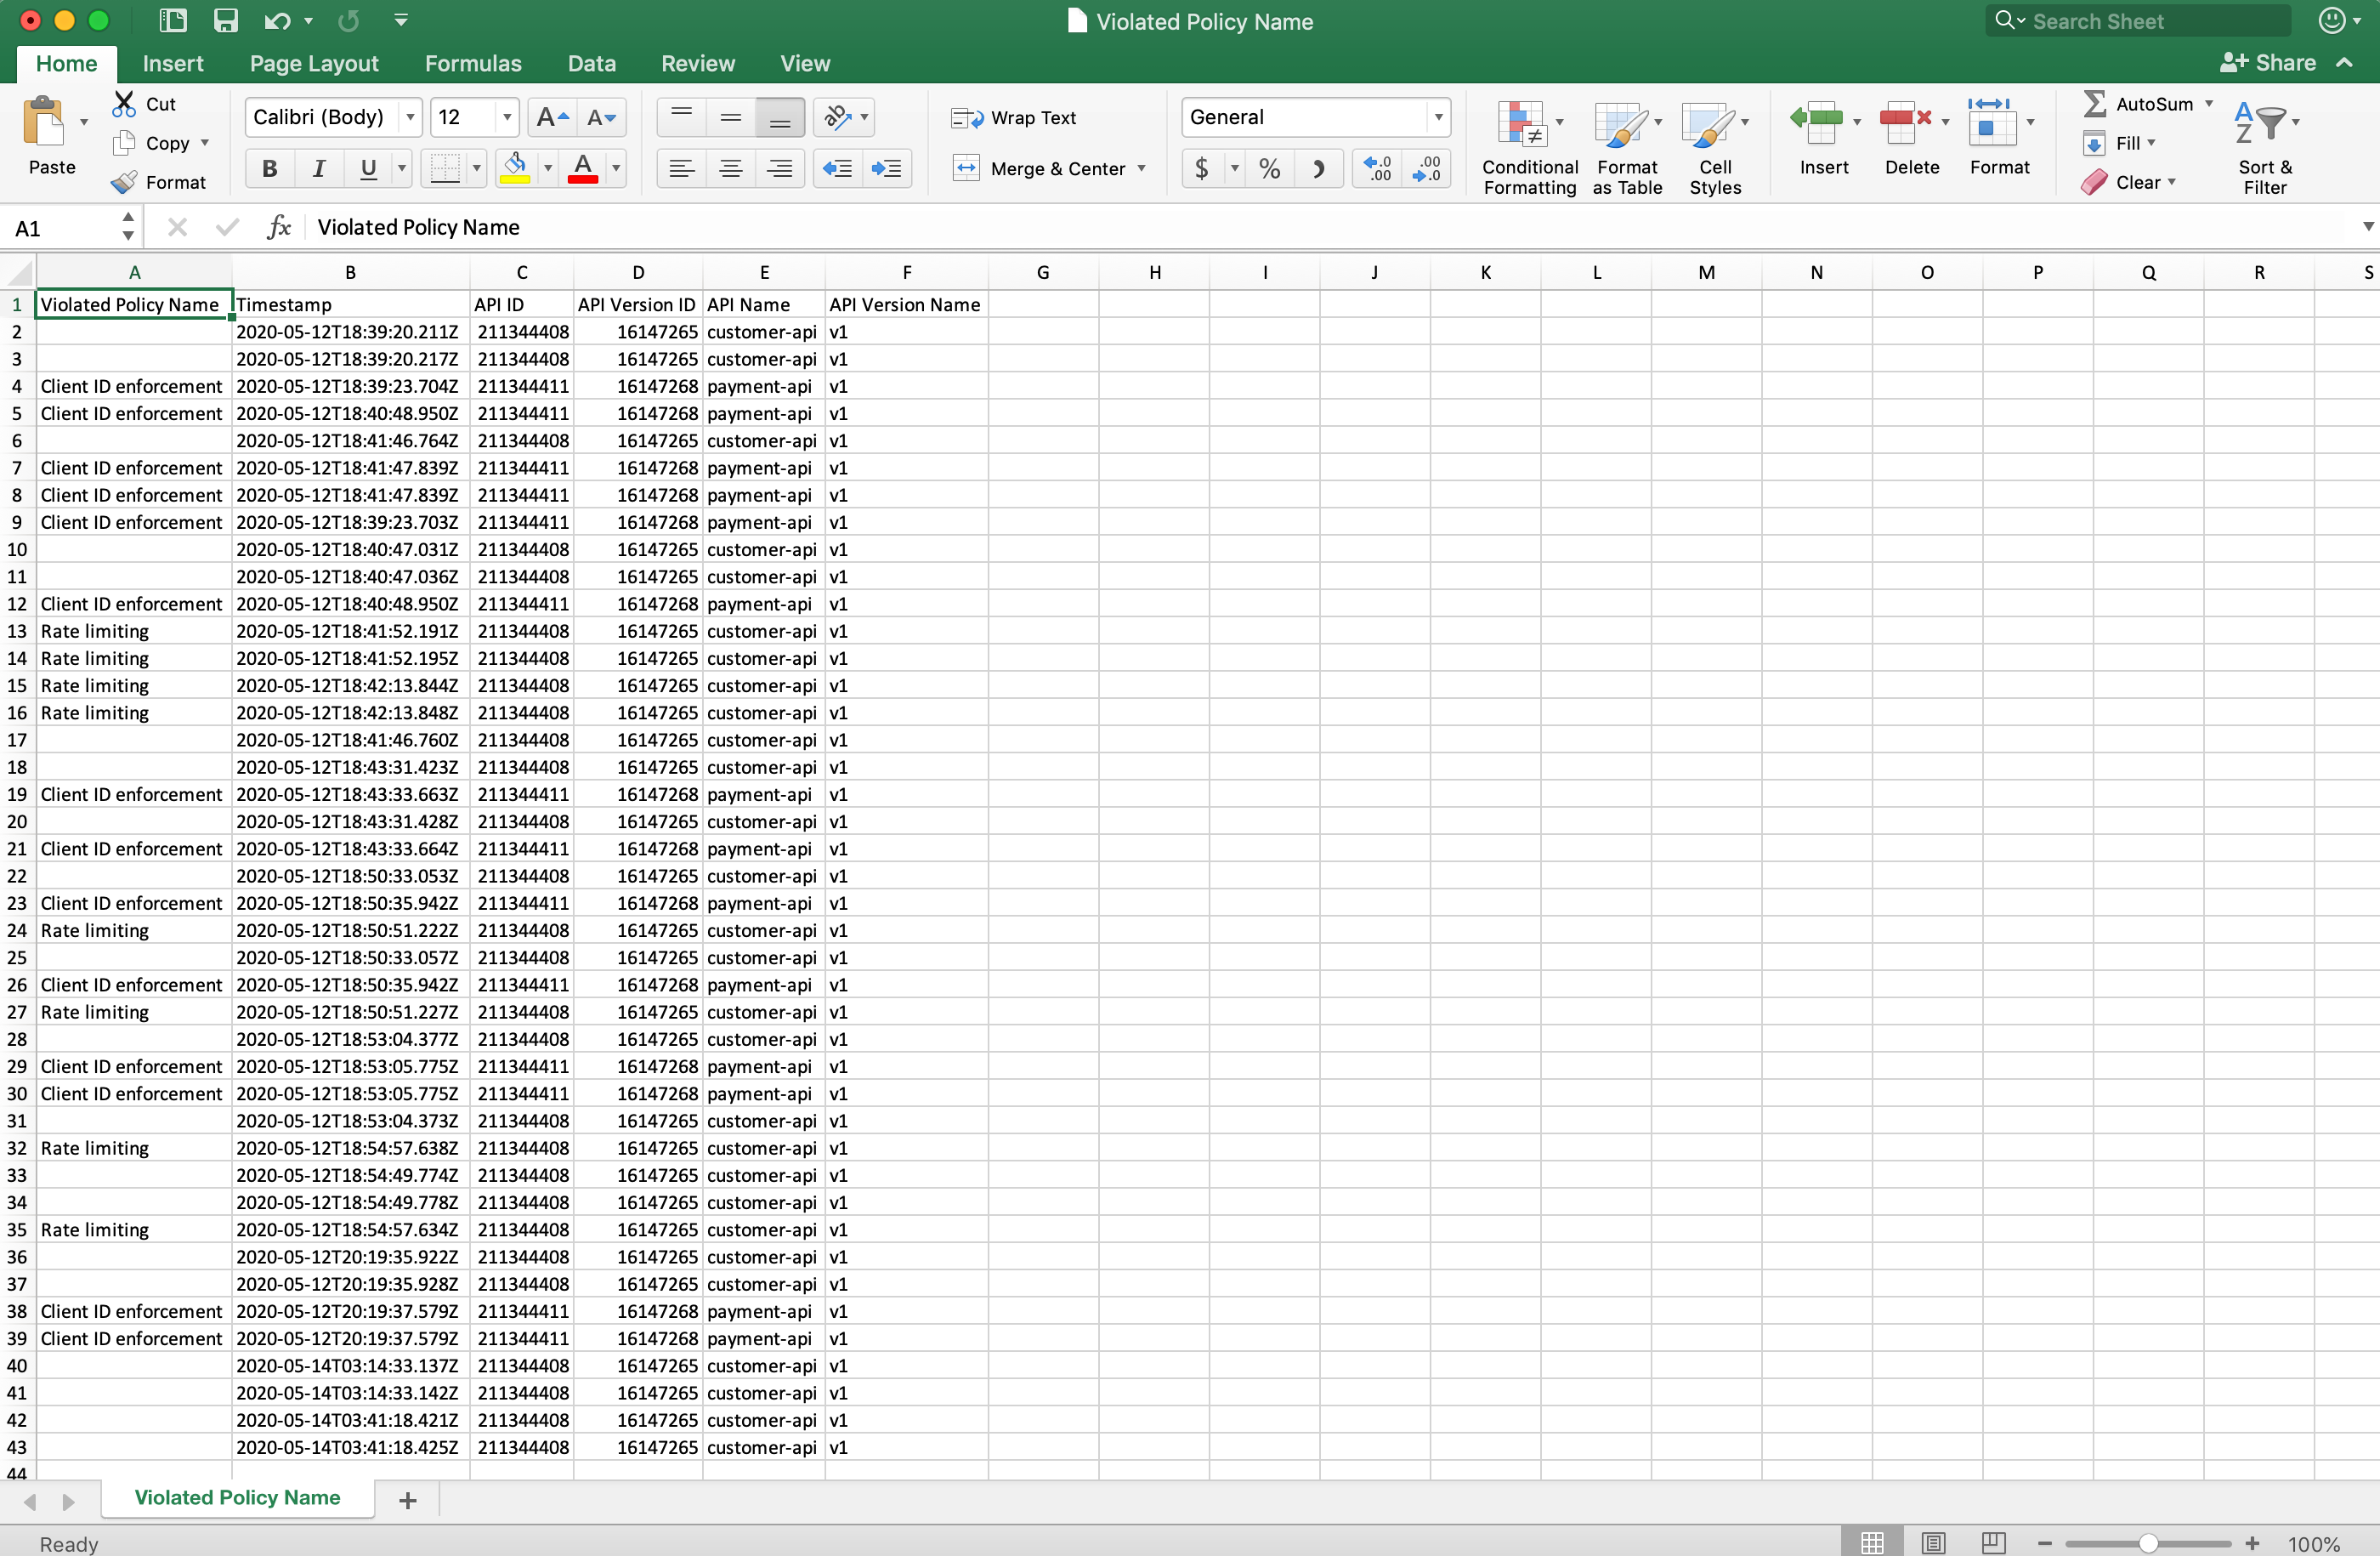 Violated Policy Name
Search Sheet
Home Insert Page Layout Formulas Data Review View Share
Cut
Copy
Format
Paste
Calibri (Body) 12 A A
B I U A
ab
Wrap Text
Merge & Center
General
$ % )
.0 .00
.00 .0
Conditional Formatting
Format as Table
Cell Styles
Insert
Delete
Format
AutoSum
Fill
Clear
A Z
Sort & Filter
A1 fx Violated Policy Name
A B C D E F G H I J K L M N O P Q R S
1 Violated Policy Name Timestamp API ID API Version ID API Name API Version Name
2 2020-05-12T18:39:20.211Z 211344408 16147265 customer-api v1
3 2020-05-12T18:39:20.217Z 211344408 16147265 customer-api v1
4 Client ID enforcement 2020-05-12T18:39:23.704Z 211344411 16147268 payment-api v1
5 Client ID enforcement 2020-05-12T18:40:48.950Z 211344411 16147268 payment-api v1
6 2020-05-12T18:41:46.764Z 211344408 16147265 customer-api v1
7 Client ID enforcement 2020-05-12T18:41:47.839Z 211344411 16147268 payment-api v1
8 Client ID enforcement 2020-05-12T18:41:47.839Z 211344411 16147268 payment-api v1
9 Client ID enforcement 2020-05-12T18:39:23.703Z 211344411 16147268 payment-api v1
10 2020-05-12T18:40:47.031Z 211344408 16147265 customer-api v1
11 2020-05-12T18:40:47.036Z 211344408 16147265 customer-api v1
12 Client ID enforcement 2020-05-12T18:40:48.950Z 211344411 16147268 payment-api v1
13 Rate limiting 2020-05-12T18:41:52.191Z 211344408 16147265 customer-api v1
14 Rate limiting 2020-05-12T18:41:52.195Z 211344408 16147265 customer-api v1
15 Rate limiting 2020-05-12T18:42:13.844Z 211344408 16147265 customer-api v1
16 Rate limiting 2020-05-12T18:42:13.848Z 211344408 16147265 customer-api v1
17 2020-05-12T18:41:46.760Z 211344408 16147265 customer-api v1
18 2020-05-12T18:43:31.423Z 211344408 16147265 customer-api v1
19 Client ID enforcement 2020-05-12T18:43:33.663Z 211344411 16147268 payment-api v1
20 2020-05-12T18:43:31.428Z 211344408 16147265 customer-api v1
21 Client ID enforcement 2020-05-12T18:43:33.664Z 211344411 16147268 payment-api v1
22 2020-05-12T18:50:33.053Z 211344408 16147265 customer-api v1
23 Client ID enforcement 2020-05-12T18:50:35.942Z 211344411 16147268 payment-api v1
24 Rate limiting 2020-05-12T18:50:51.222Z 211344408 16147265 customer-api v1
25 2020-05-12T18:50:33.057Z 211344408 16147265 customer-api v1
26 Client ID enforcement 2020-05-12T18:50:35.942Z 211344411 16147268 payment-api v1
27 Rate limiting 2020-05-12T18:50:51.227Z 211344408 16147265 customer-api v1
28 2020-05-12T18:53:04.377Z 211344408 16147265 customer-api v1
29 Client ID enforcement 2020-05-12T18:53:05.775Z 211344411 16147268 payment-api v1
30 Client ID enforcement 2020-05-12T18:53:05.775Z 211344411 16147268 payment-api v1
31 2020-05-12T18:53:04.373Z 211344408 16147265 customer-api v1
32 Rate limiting 2020-05-12T18:54:57.638Z 211344408 16147265 customer-api v1
33 2020-05-12T18:54:49.774Z 211344408 16147265 customer-api v1
34 2020-05-12T18:54:49.778Z 211344408 16147265 customer-api v1
35 Rate limiting 2020-05-12T18:54:57.634Z 211344408 16147265 customer-api v1
36 2020-05-12T20:19:35.922Z 211344408 16147265 customer-api v1
37 2020-05-12T20:19:35.928Z 211344408 16147265 customer-api v1
38 Client ID enforcement 2020-05-12T20:19:37.579Z 211344411 16147268 payment-api v1
39 Client ID enforcement 2020-05-12T20:19:37.579Z 211344411 16147268 payment-api v1
40 2020-05-14T03:14:33.137Z 211344408 16147265 customer-api v1
41 2020-05-14T03:14:33.142Z 211344408 16147265 customer-api v1
42 2020-05-14T03:41:18.421Z 211344408 16147265 customer-api v1
43 2020-05-14T03:41:18.425Z 211344408 16147265 customer-api v1
44
Violated Policy Name
Ready 100%